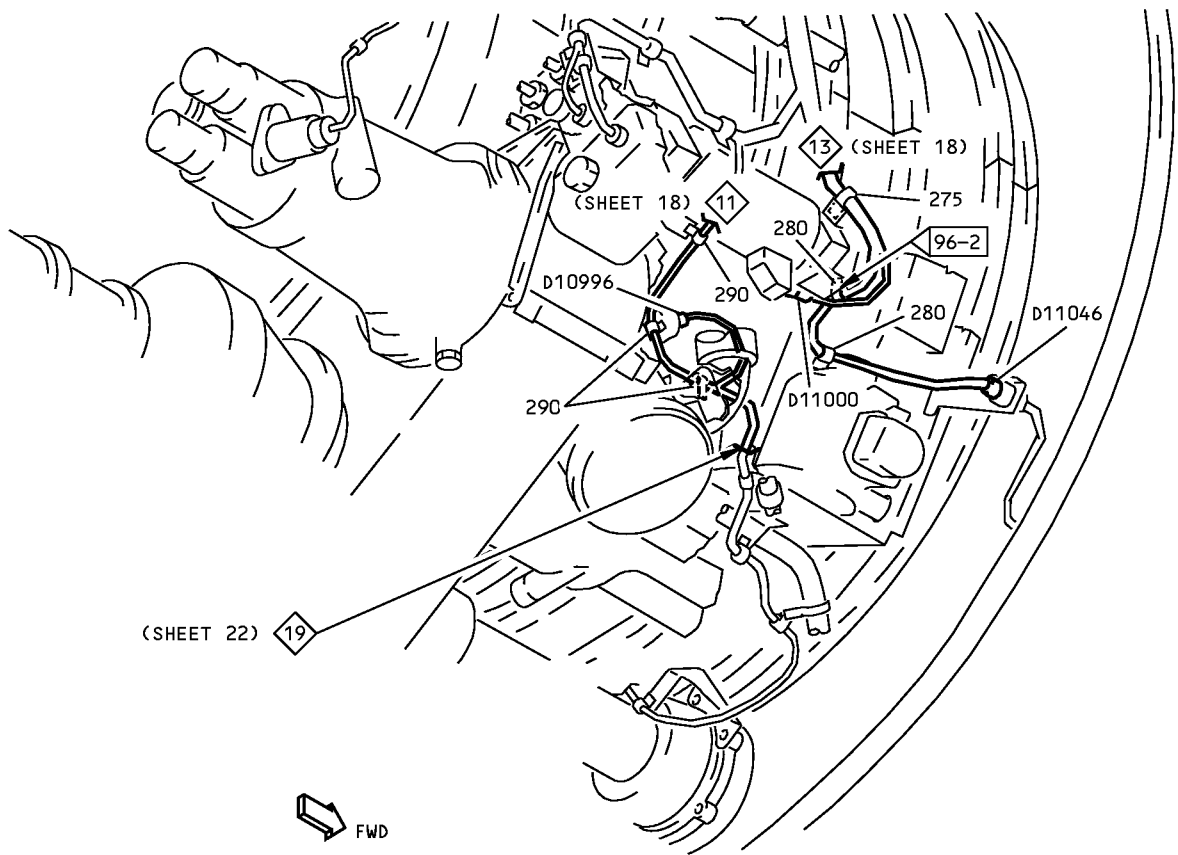 13 (SHEET 18)
275
(SHEET 18) 11
280
96-2
D10996
290
280
D11046
D11000
290
(SHEET 22) 19
FWD